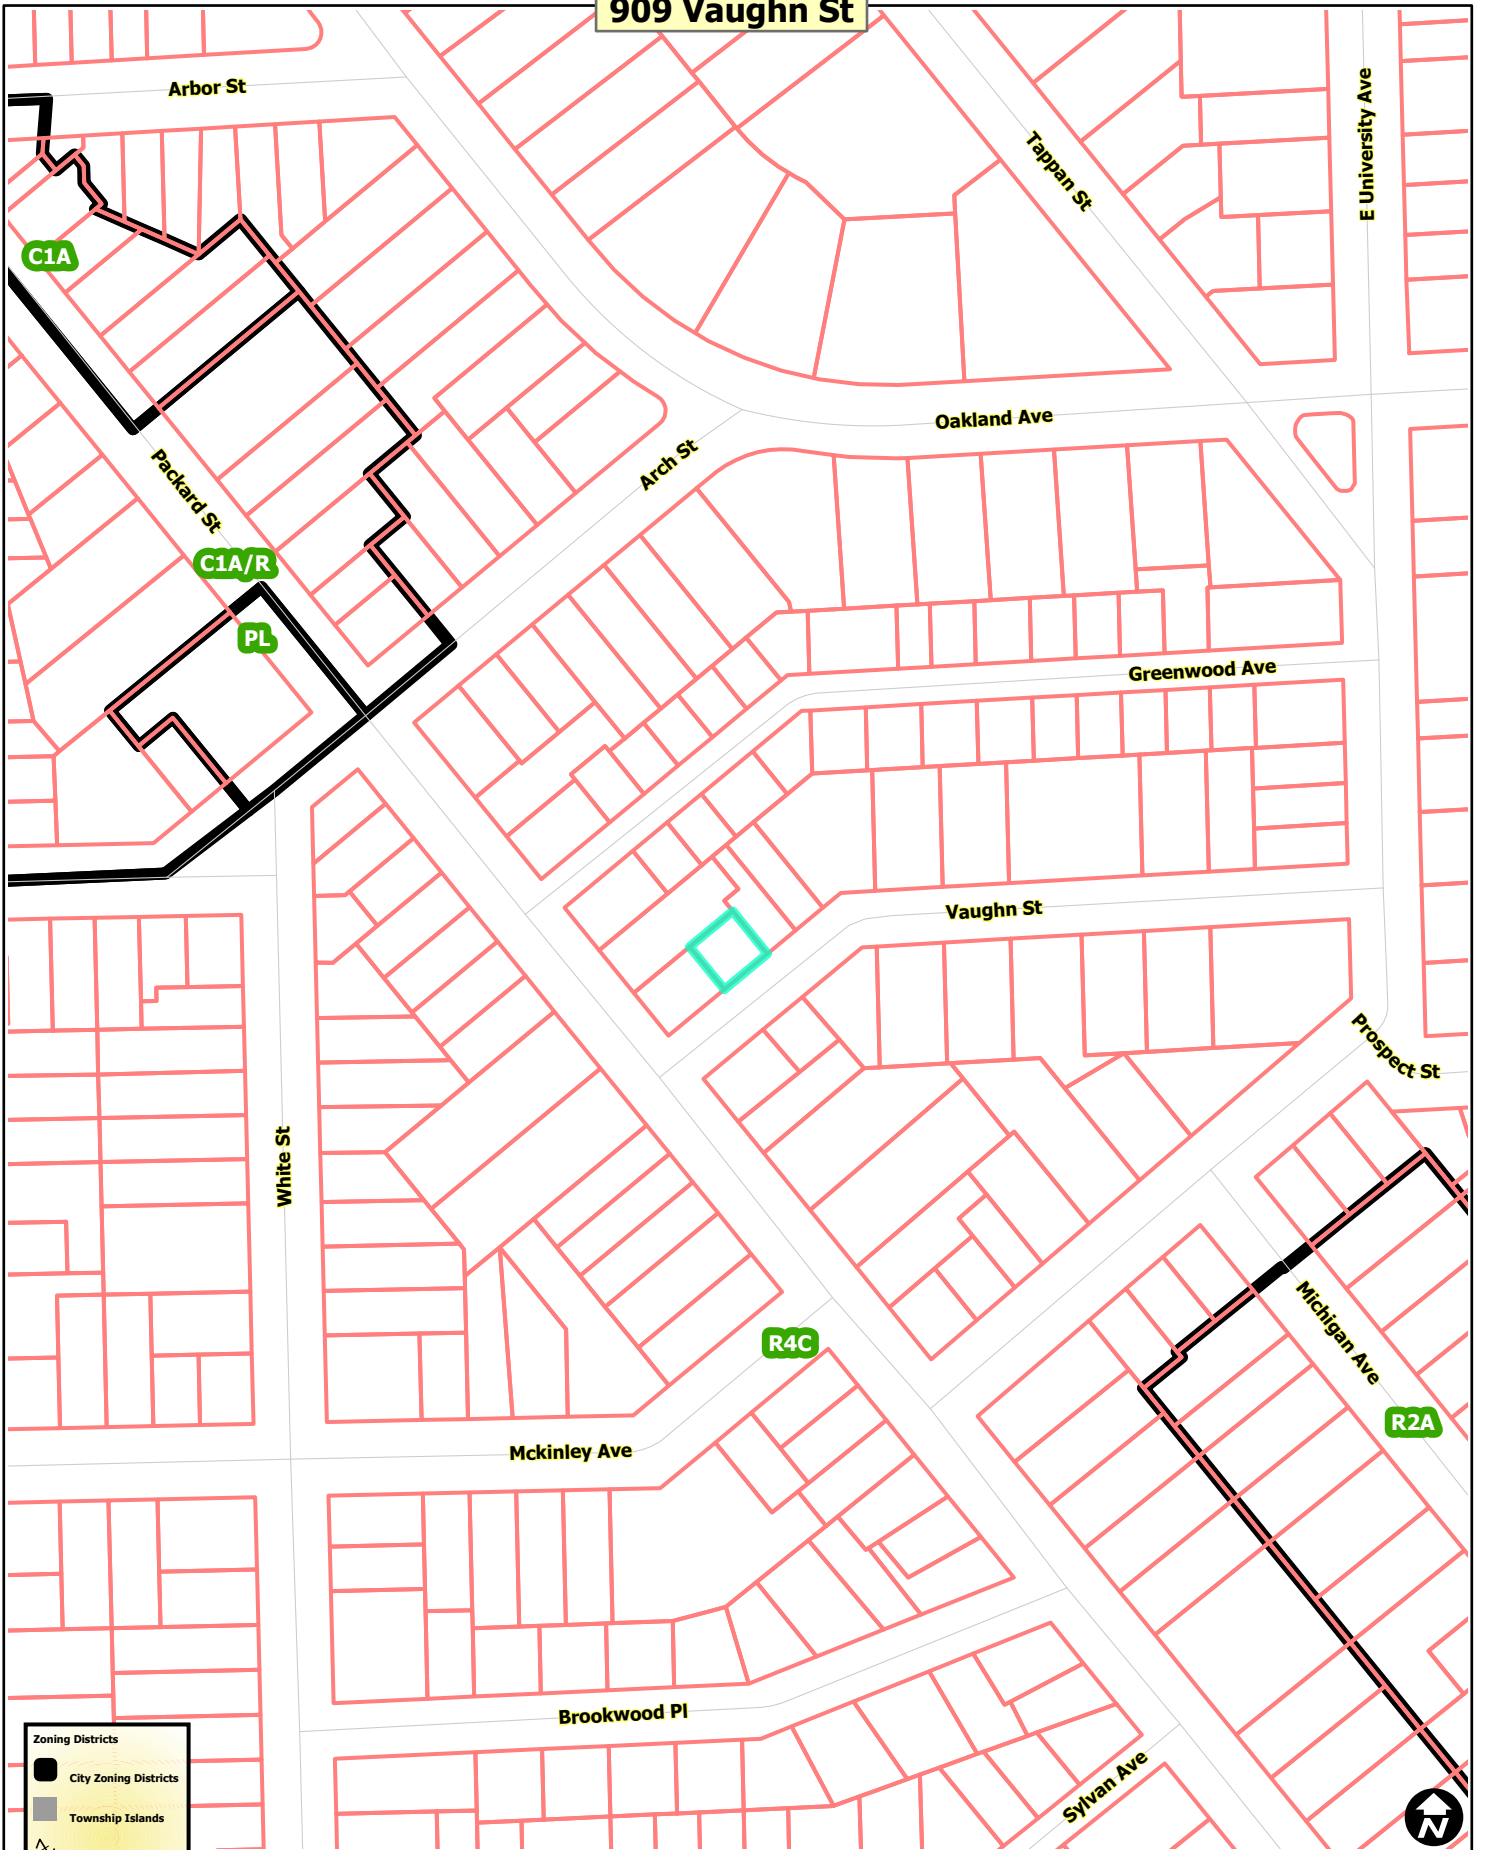 909 Vaughn St
Arbor St
Tappan St
E University Ave
C1A
Oakland Ave
Arch St
Packard St
C1A/R
PL
Greenwood Ave
Vaughn St
Prospect St
White St
Michigan Ave
R4C
R2A
Mckinley Ave
Brookwood Pl
Sylvan Ave
Zoning Districts
City Zoning Districts
Township Islands
N